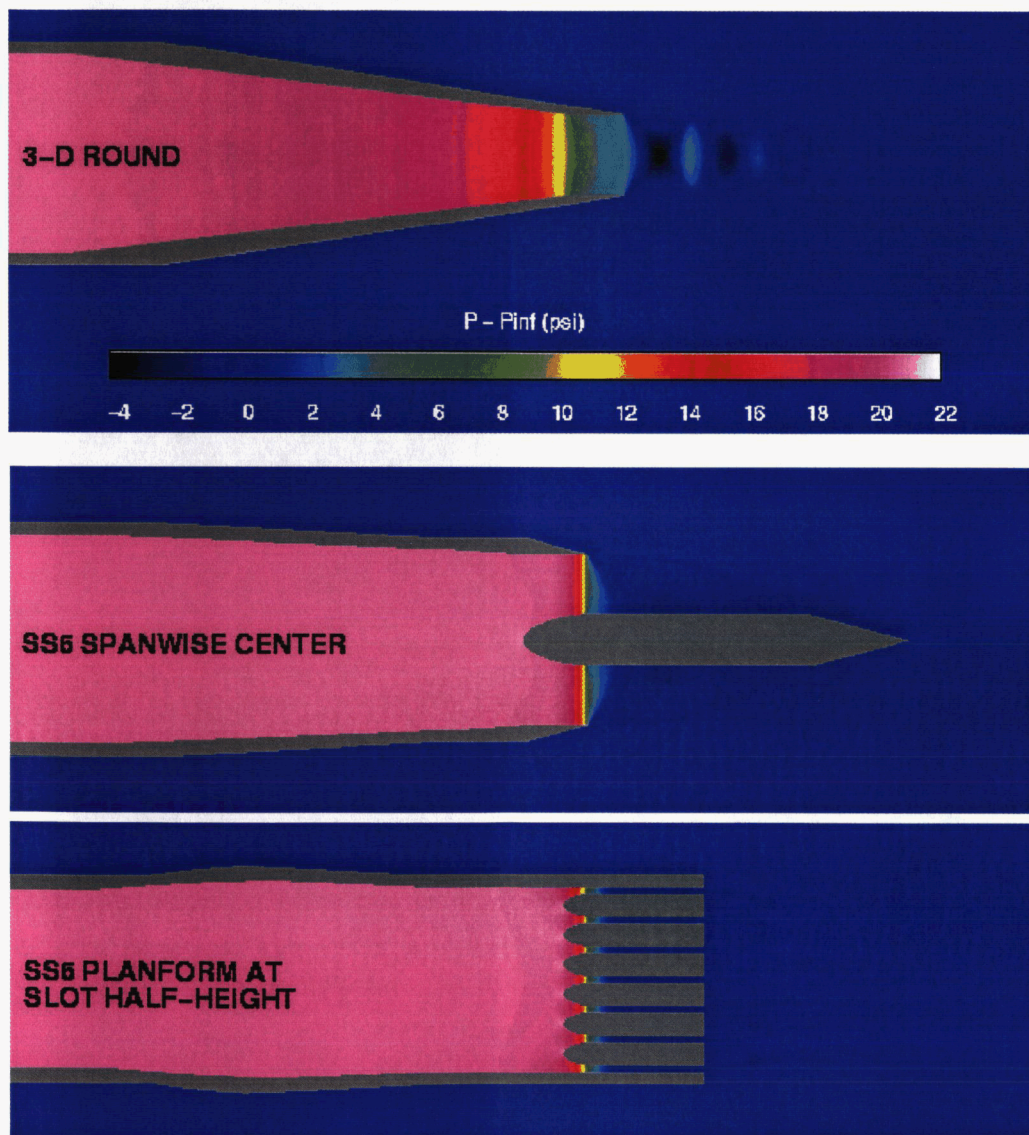 3-D ROUND
P - Pinf (psi)
-4 -2 0 2 4 6 8 10 12 14 16 18 20 22
SS6 SPANWISE CENTER
SS6 PLANFORM AT
SLOT HALF-HEIGHT